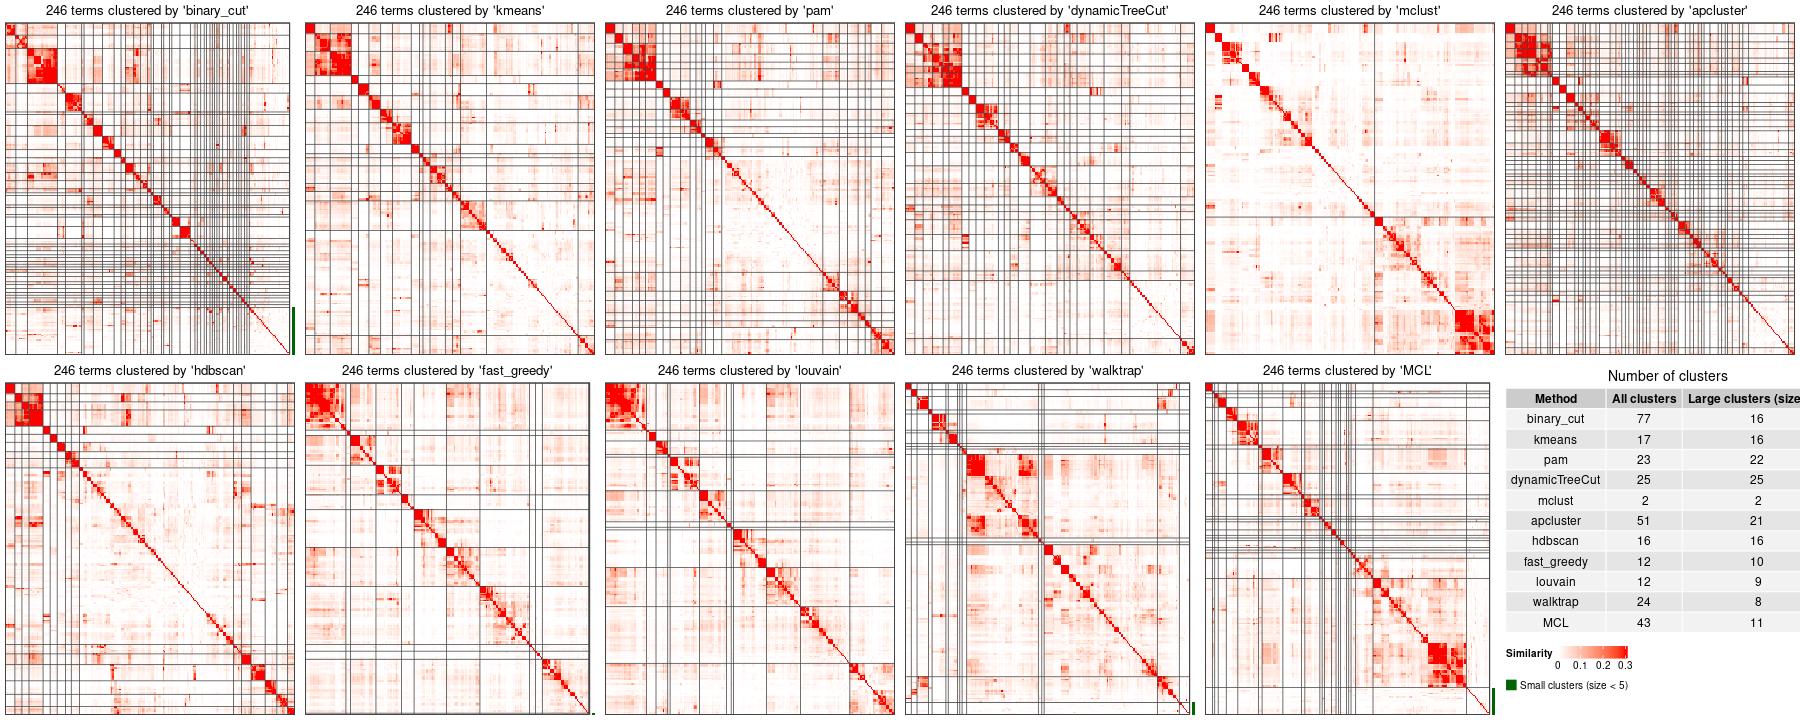 246 terms clustered by 'binary_cut'
246 terms clustered by 'kmeans'
246 terms clustered by 'pam'
246 terms clustered by 'dynamicTreeCut'
246 terms clustered by 'mclust'
246 terms clustered by 'apcluster'
246 terms clustered by 'hdbscan'
246 terms clustered by 'fast_greedy'
246 terms clustered by 'louvain'
246 terms clustered by 'walktrap'
246 terms clustered by 'MCL'
Number of clusters
Method All clusters Large clusters (size
binary_cut 77 16
kmeans 17 16
pam 23 22
dynamicTreeCut 25 25
mclust 2 2
apcluster 51 21
hdbscan 16 16
fast_greedy 12 10
louvain 12 9
walktrap 24 8
MCL 43 11
Similarity
0 0.1 0.2 0.3
Small clusters (size < 5)